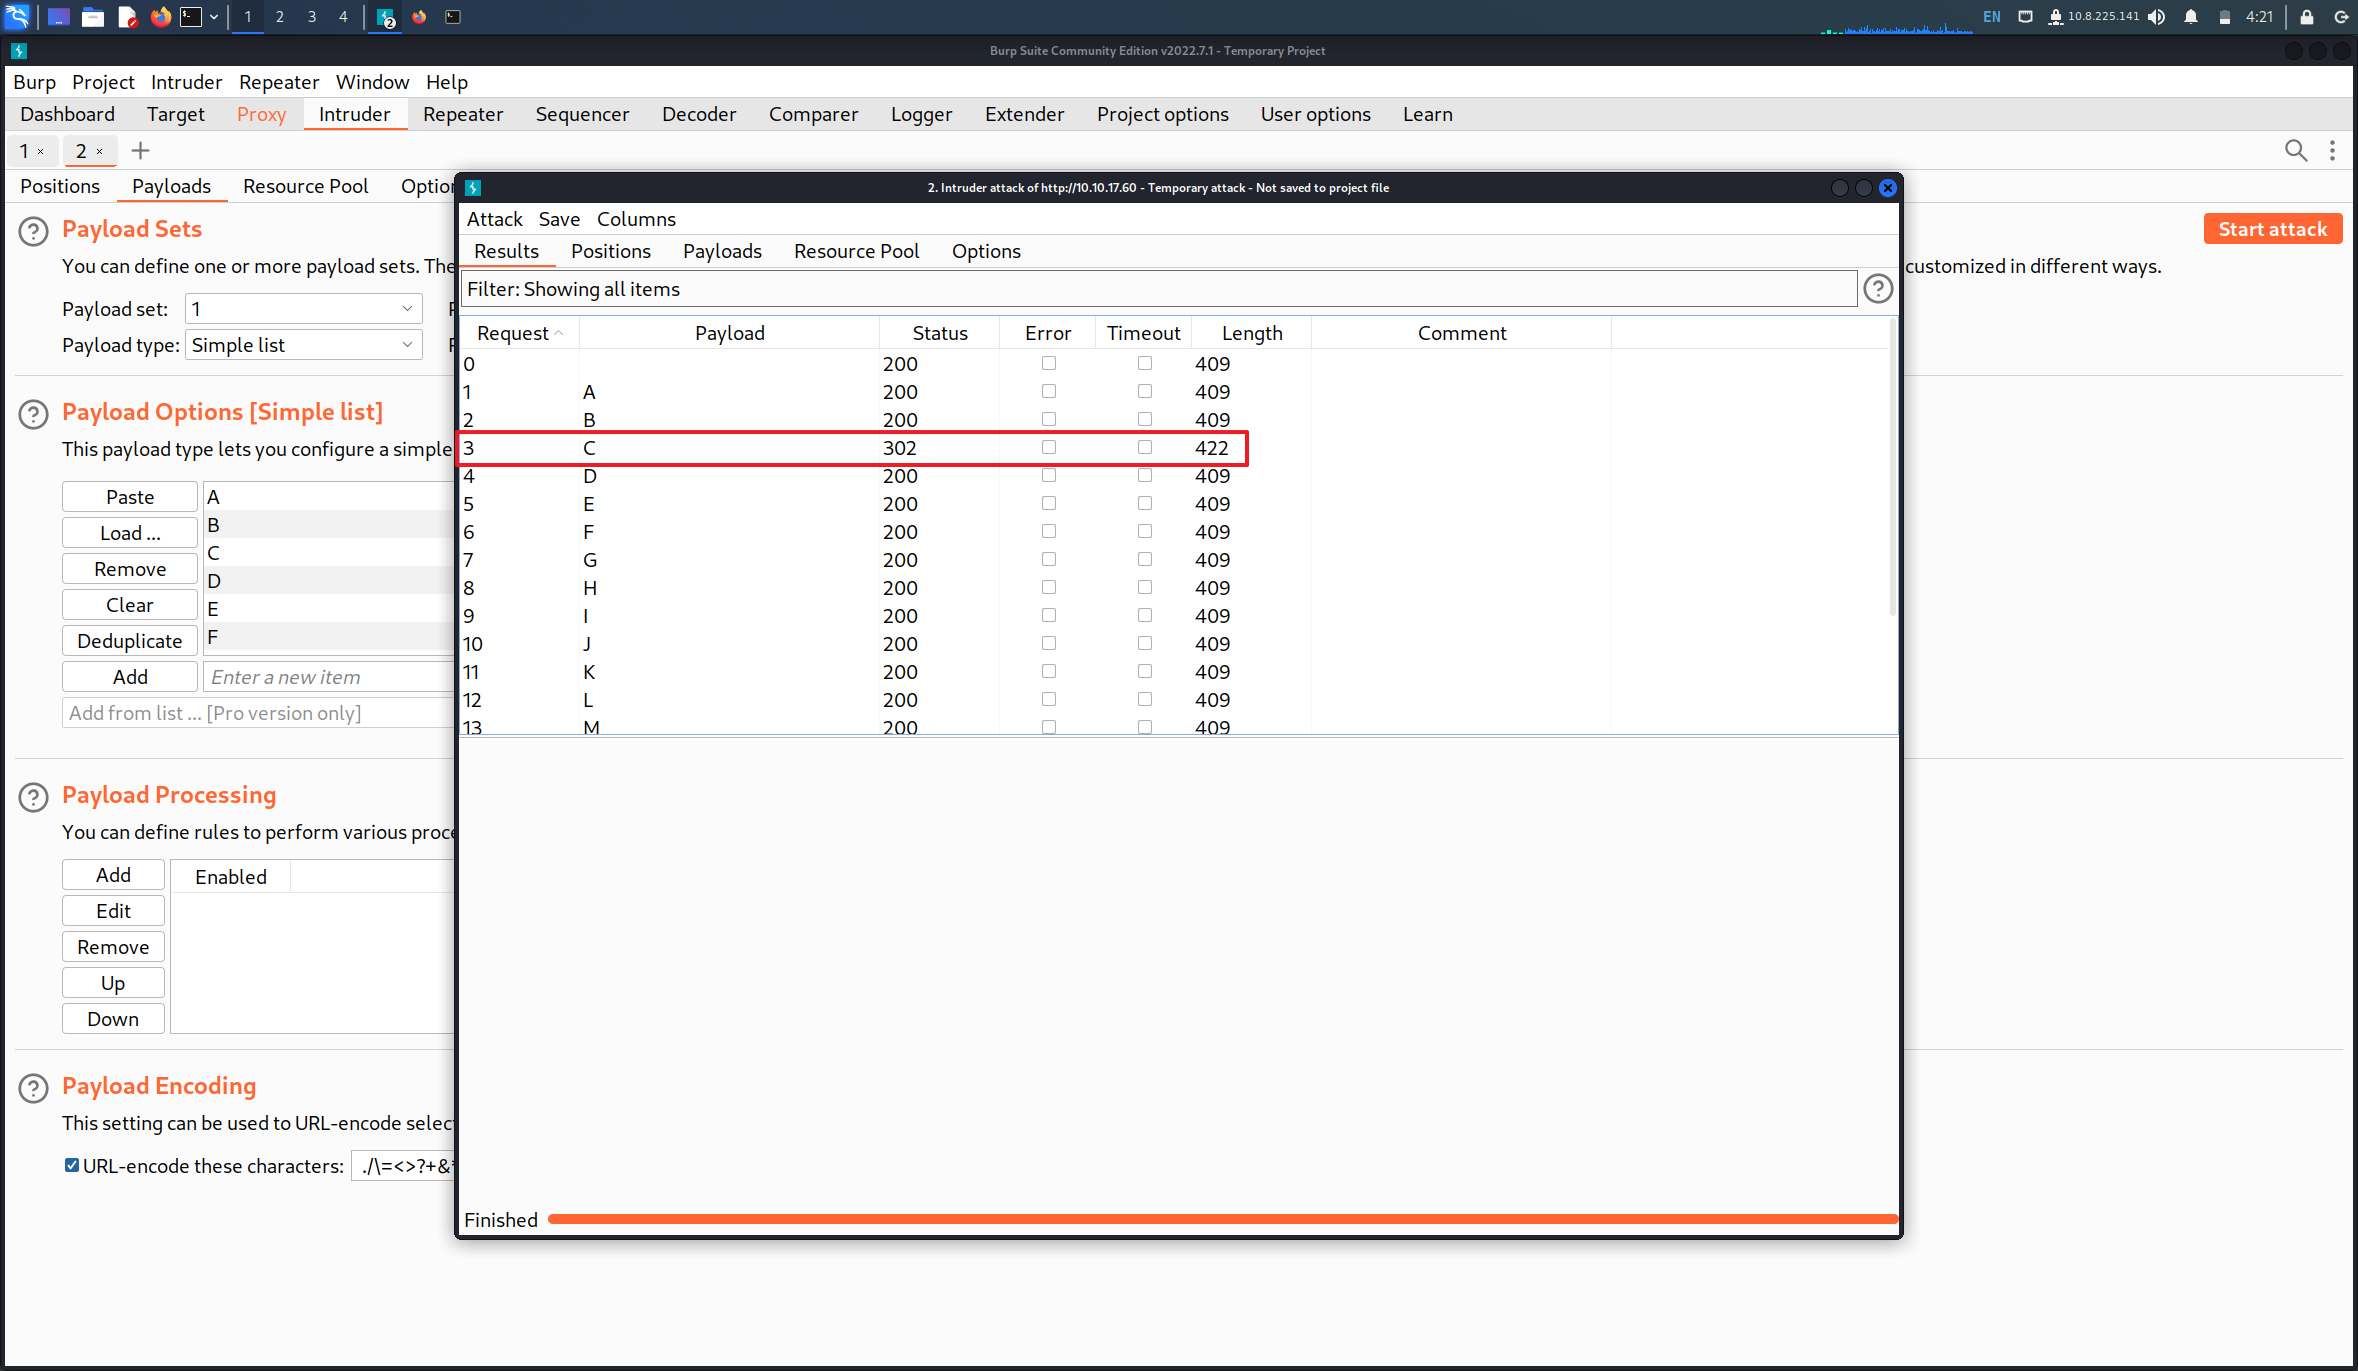 1 2 3 4 2 EN 10.8.225.141 4:21
Burp Suite Community Edition v2022.7.1 - Temporary Project
Burp Project Intruder Repeater Window Help
Dashboard Target Proxy Intruder Repeater Sequencer Decoder Comparer Logger Extender Project options User options Learn
1 × 2 × +
Positions Payloads Resource Pool Option
2. Intruder attack of http://10.10.17.60 - Temporary attack - Not saved to project file
Attack Save Columns
Results Positions Payloads Resource Pool Options
Filter: Showing all items
?
Request Payload Status Error Timeout Length Comment
0 200 409
1 A 200 409
2 B 200 409
3 C 302 422
4 D 200 409
5 E 200 409
6 F 200 409
7 G 200 409
8 H 200 409
9 I 200 409
10 J 200 409
11 K 200 409
12 L 200 409
13 M 200 409
Finished
? Payload Sets
Start attack
You can define one or more payload sets. The customized in different ways.
Payload set: 1
Payload type: Simple list
? Payload Options [Simple list]
This payload type lets you configure a simple
Paste
Load ...
Remove
Clear
Deduplicate
A
B
C
D
E
F
Add Enter a new item
Add from list ... [Pro version only]
? Payload Processing
You can define rules to perform various proce
Add
Edit
Remove
Up
Down
Enabled
? Payload Encoding
This setting can be used to URL-encode selec
URL-encode these characters: ./\=<>?+&*